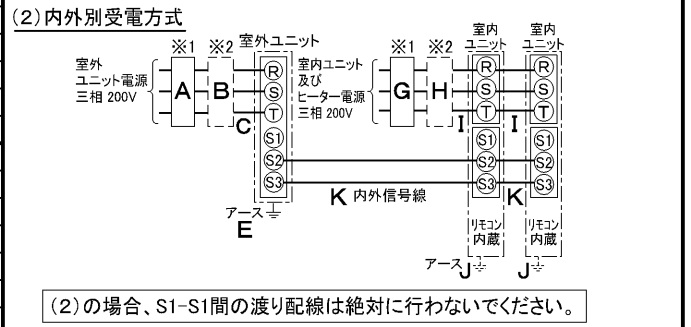 (2)内外別受電方式
※1 ※2 室外ユニット
室外
ユニット電源
三相 200V
A B C
R
S
T
S1
S2
S3
アース
E
※1 ※2
室内
ユニット
室内
ユニット
室内ユニット
及び
ヒーター電源
三相 200V
G H I I
R
S
T
S1
S2
S3
R
S
T
S1
S2
S3
K 内外信号線
K
リモコン
内蔵
リモコン
内蔵
アース J J
(2)の場合、S1-S1間の渡り配線は絶対に行わないでください。